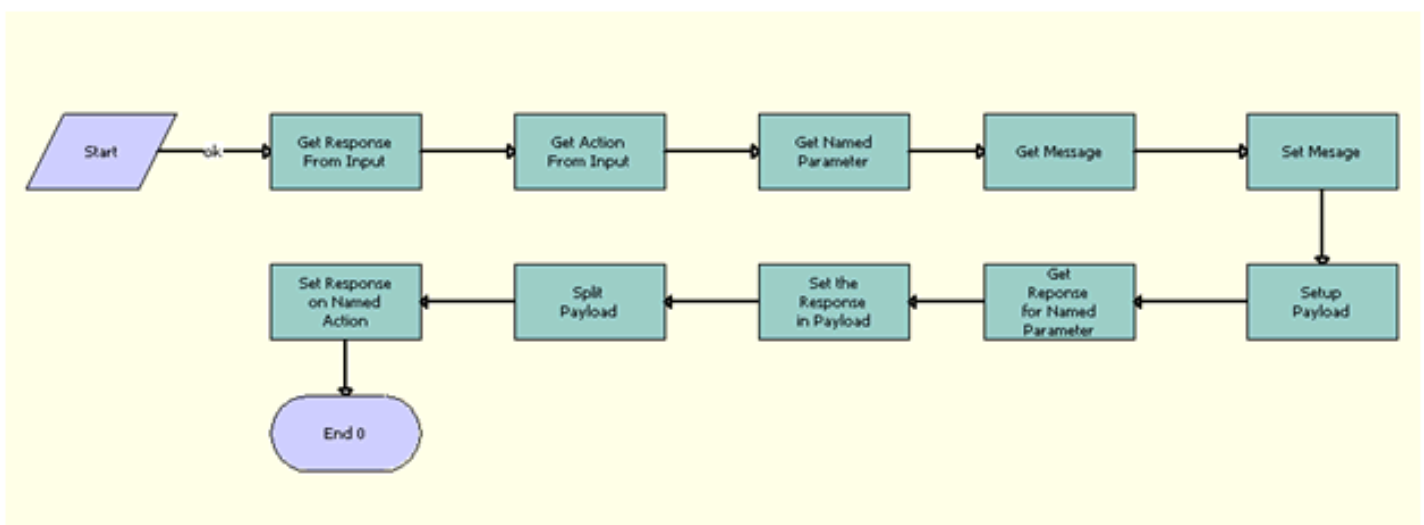 Start
ok
Get Response
From Input
Get Action
From Input
Get Named
Parameter
Get Message
Set Mesage
Setup
Payload
Get
Reponse
for Named
Parameter
Set the
Response
in Payload
Split
Payload
Set Response
on Named
Action
End 0